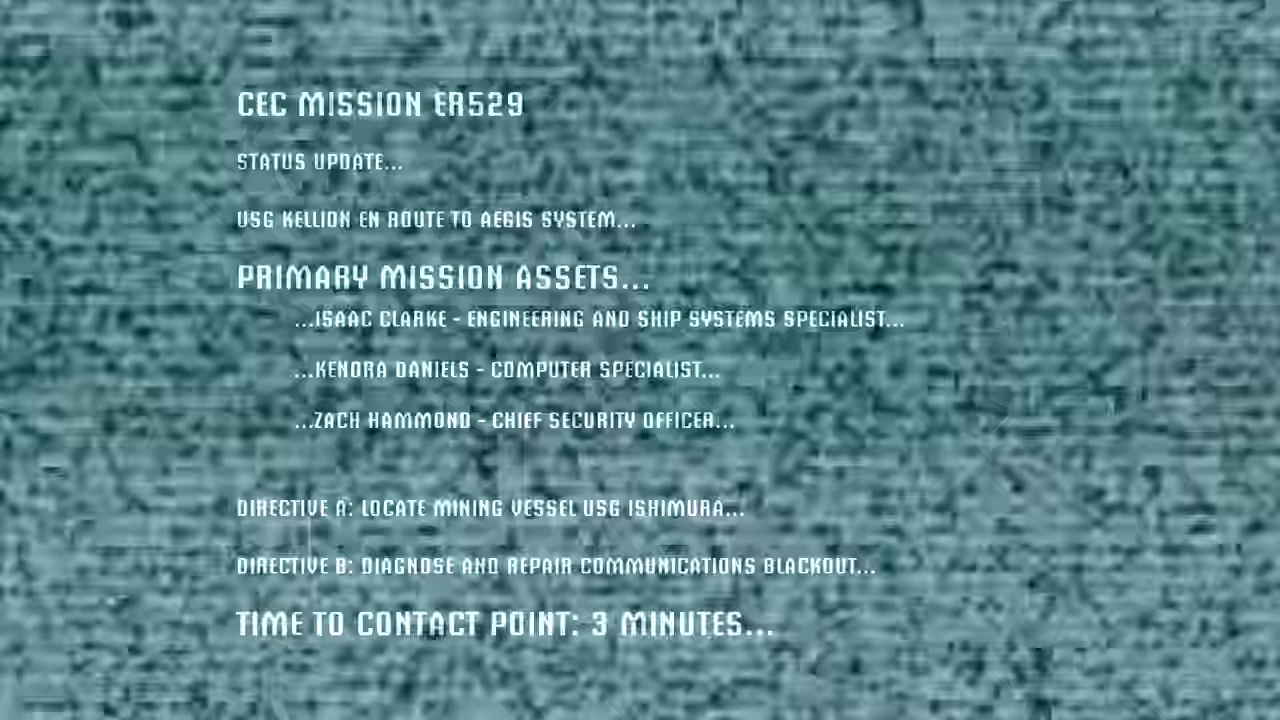 CEC MISSION ER529
STATUS UPDATE...
USG KELLION EN ROUTE TO AEGIS SYSTEM...
PRIMARY MISSION ASSETS...
...ISAAC CLARKE - ENGINEERING AND SHIP SYSTEMS SPECIALIST...
...KENDRA DANIELS - COMPUTER SPECIALIST...
...ZACH HAMMOND - CHIEF SECURITY OFFICER...
DIRECTIVE A: LOCATE MINING VESSEL USG ISHIMURA...
DIRECTIVE B: DIAGNOSE AND REPAIR COMMUNICATIONS BLACKOUT...
TIME TO CONTACT POINT: 3 MINUTES...